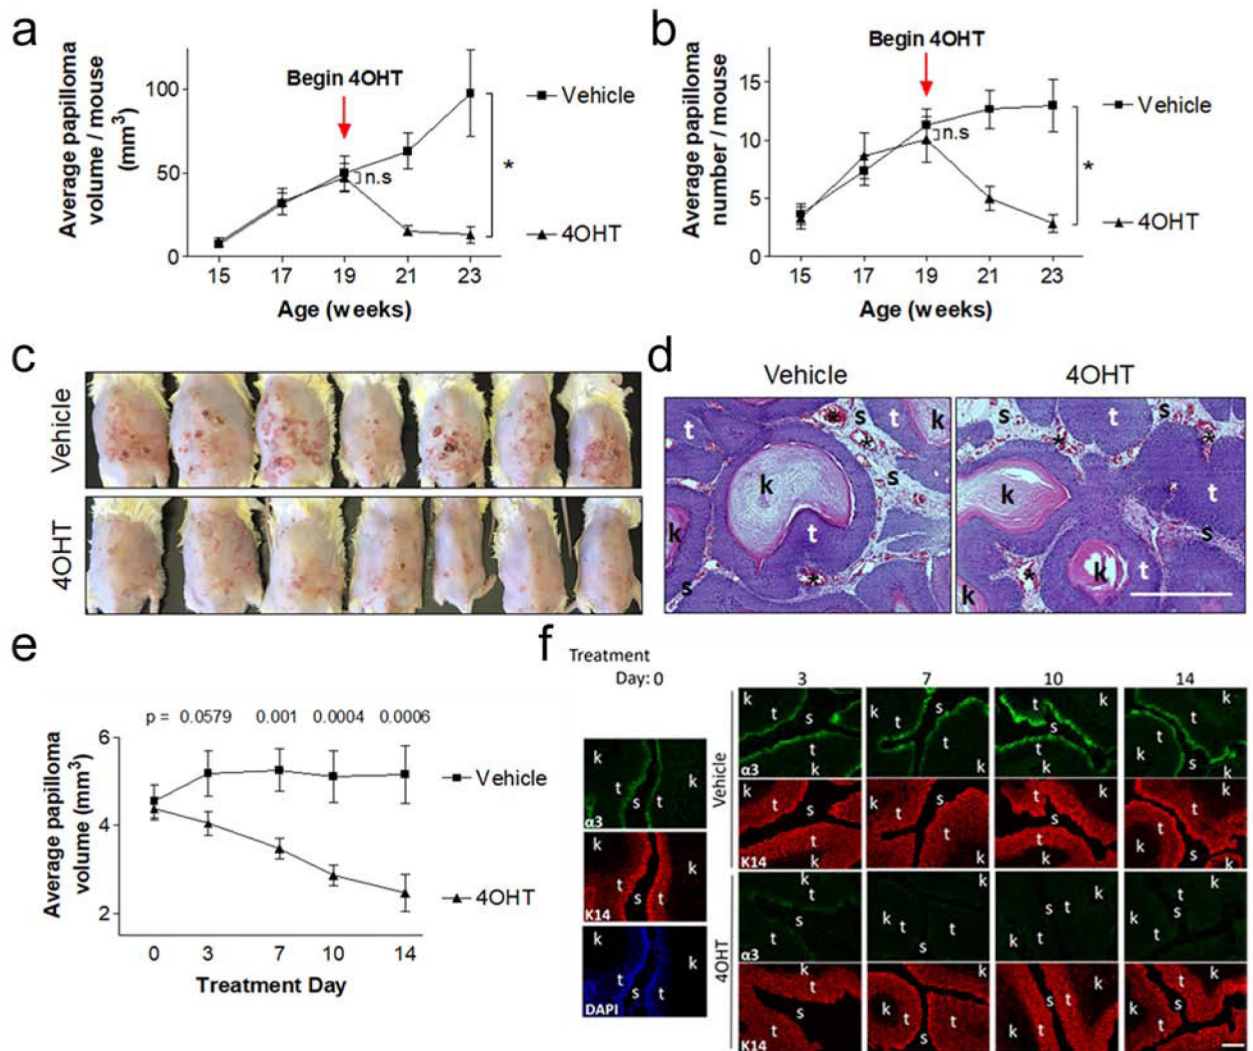 a
Average papilloma
volume / mouse
(mm³)
100
50
0
Begin 4OHT
n.s
*
Vehicle
4OHT
15 17 19 21 23
Age (weeks)
b
Average papilloma
number / mouse
15
10
5
0
Begin 4OHT
n.s
*
Vehicle
4OHT
15 17 19 21 23
Age (weeks)
c
Vehicle
4OHT
d
Vehicle 4OHT
t * s k
* s
k
k t
s *
s t s
* *
k t
s
* k t
k
e
p = 0.0579 0.001 0.0004 0.0006
Average papilloma
volume (mm³)
6
4
2
Vehicle
4OHT
0 3 7 10 14
Treatment Day
f
Treatment
Day: 0 3 7 10 14
Vehicle
4OHT
k k
t s t
α3
k k
t s t
K14
k k
t s t
DAPI
k t s t k
α3
k t s t k
K14
k t s t k
k t s t k
k t s t k
k t s t k
k t s t k
k t s t k
k t s t
α3
k t s t
K14
k t s t k
k t s t k
k s t k
k s t k
k t s t k
k t s t k